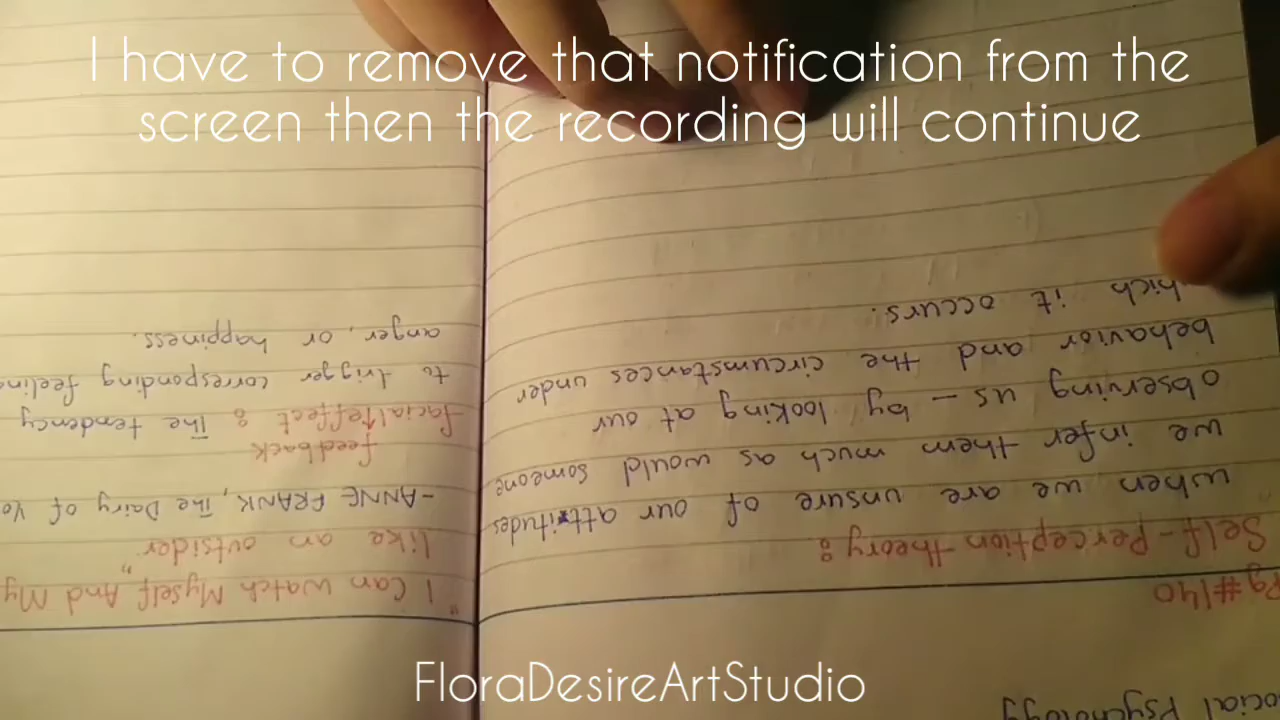 I have to remove that notification from the
screen then the recording will continue
ocial Psychology
Pg #140
Self-Perception theory :
when we are unsure of our attitudes
we infer them much as would someone
observing us – by looking at our
behavior and the circumstances under
hich it occurs.
"I Can Watch Myself And My
like an outsider"
-ANNE FRANK, The Dairy of Yo
feedback
facial↑effect : The tendency
to trigger corresponding feelin
anger, or happiness.
FloraDesireArtStudio